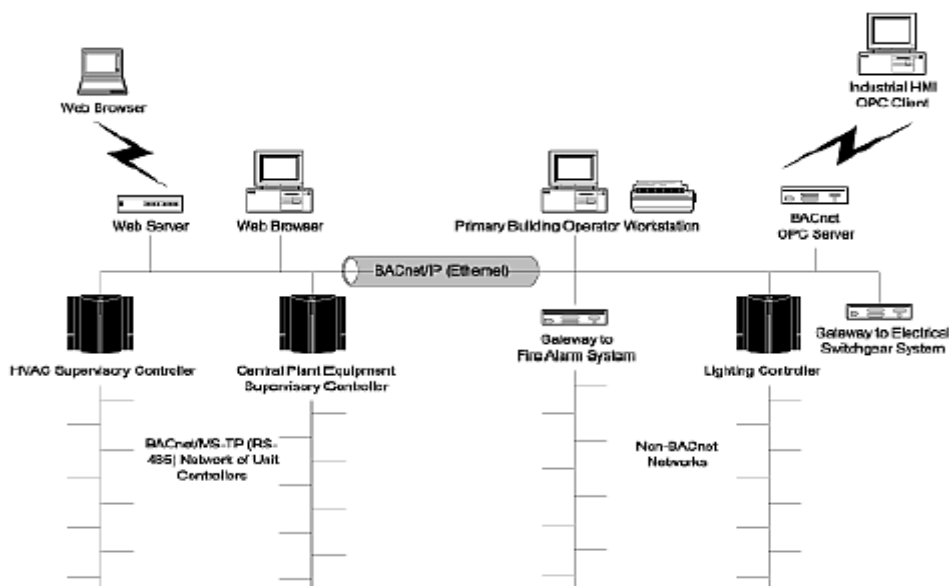 Web Browser
Industrial HMI
OPC Client
Web Server
Web Browser
Primary Building Operator Workstation
BACnet
OPC Server
BACnet/IP (Ethernet)
HVAC Supervisory Controller
Central Plant Equipment
Supervisory Controller
Gateway to
Fire Alarm System
Lighting Controller
Gateway to Electrical
Switchgear System
BACnet/MS-TP (RS-
485) Network of Unit
Controllers
Non-BACnet
Networks